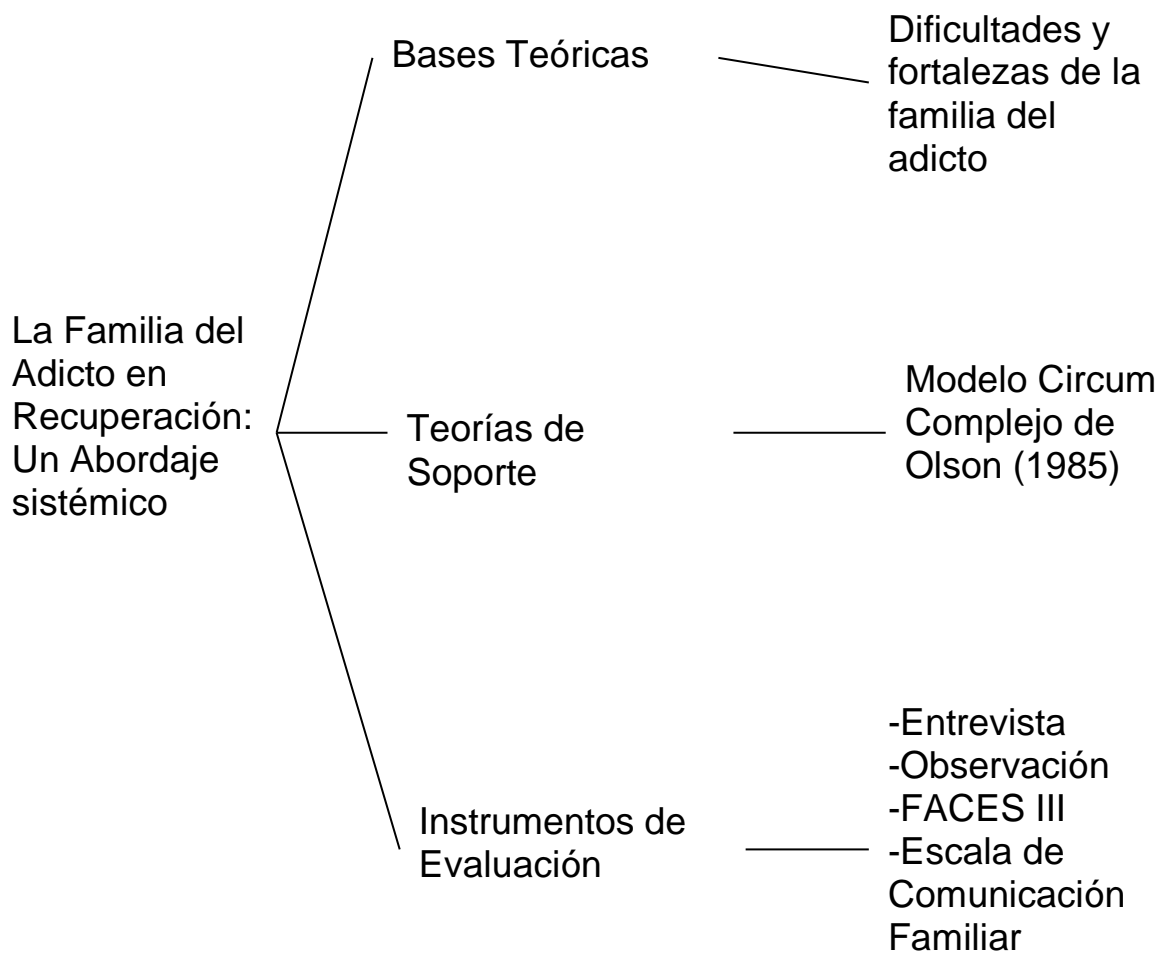 La Familia del
Adicto en
Recuperación:
Un Abordaje
sistémico
Bases Teóricas
Dificultades y
fortalezas de la
familia del
adicto
Teorías de
Soporte
Modelo Circum
Complejo de
Olson (1985)
Instrumentos de
Evaluación
-Entrevista
-Observación
-FACES III
-Escala de
Comunicación
Familiar